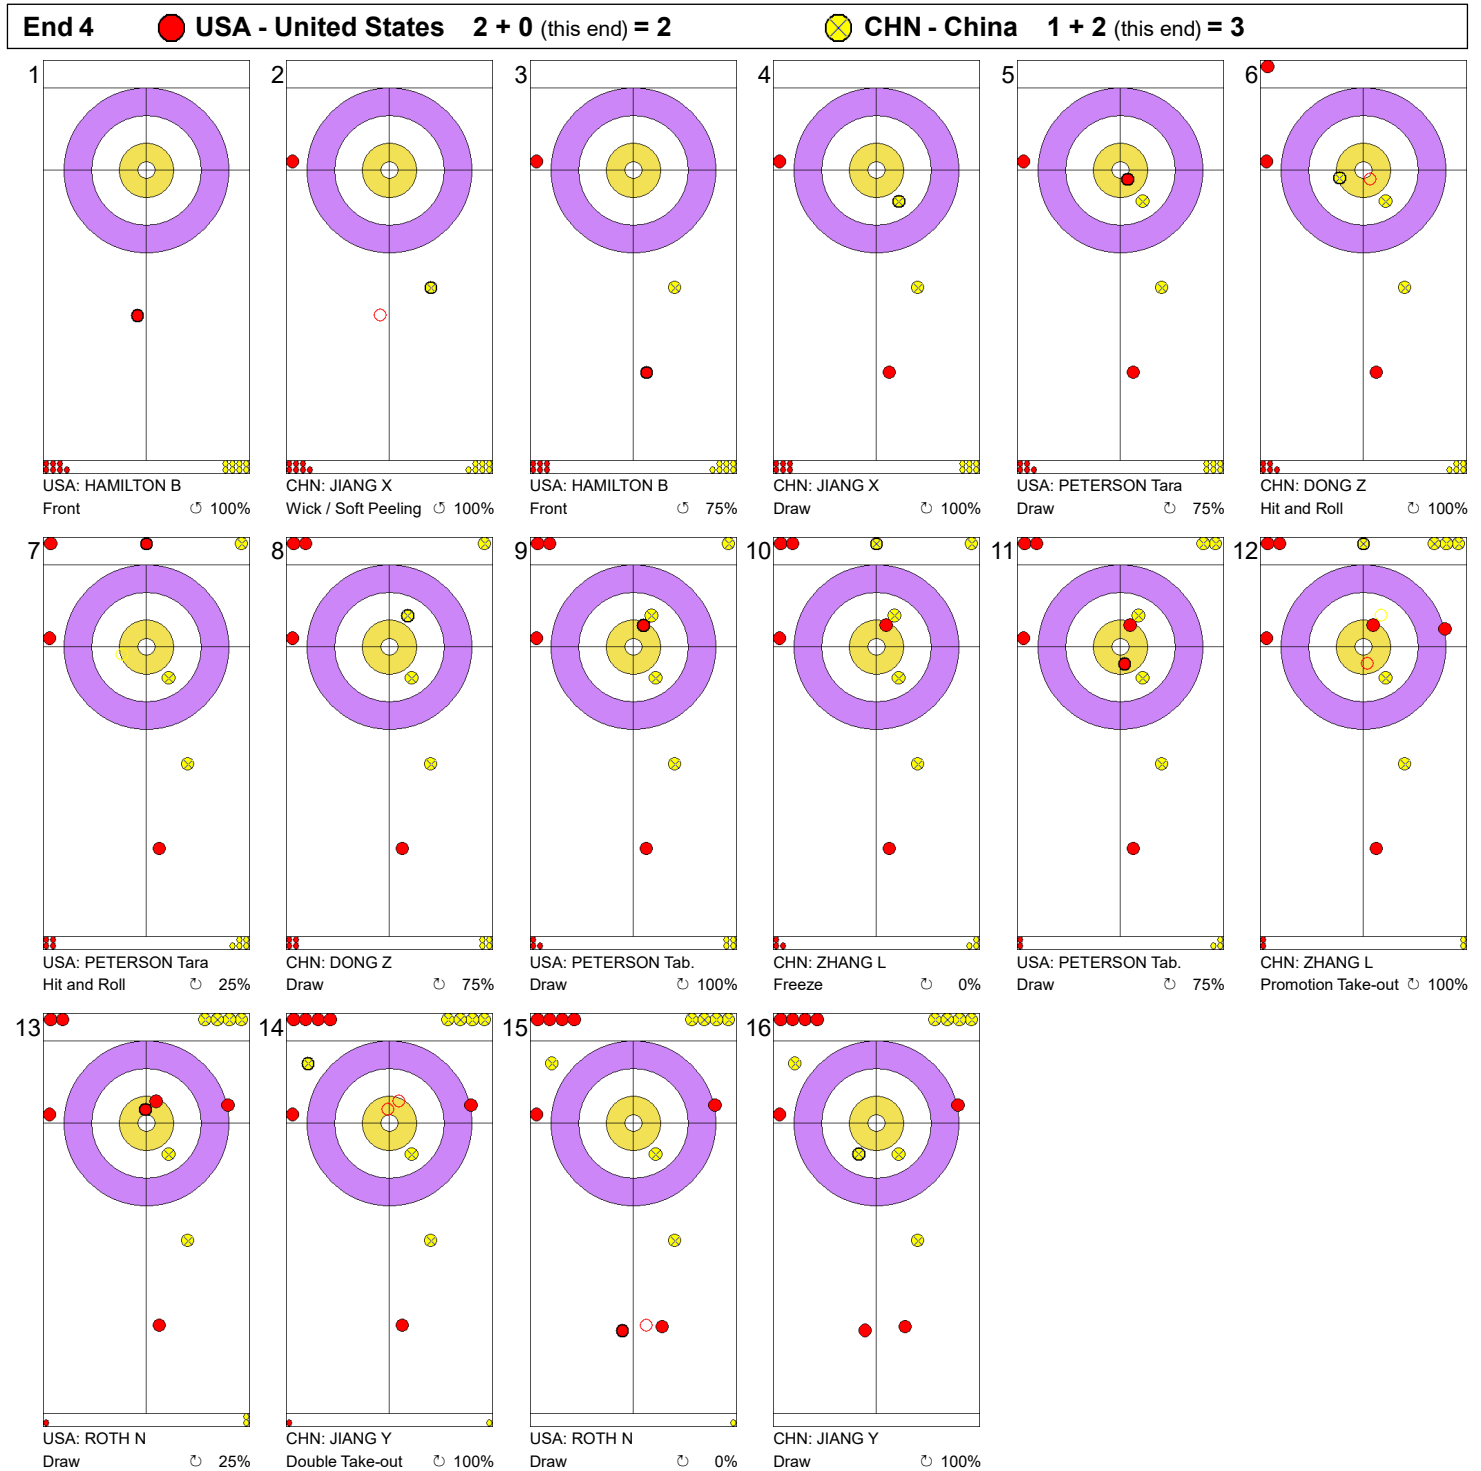 End 4 USA - United States 2 + 0 (this end) = 2 CHN - China 1 + 2 (this end) = 3
1 2 3 4 5 6
USA: HAMILTON B CHN: JIANG X USA: HAMILTON B CHN: JIANG X USA: PETERSON Tara CHN: DONG Z
Front 100% Wick / Soft Peeling 100% Front 75% Draw 100% Draw 75% Hit and Roll 100%
7 8 9 10 11 12
USA: PETERSON Tara CHN: DONG Z USA: PETERSON Tab. CHN: ZHANG L USA: PETERSON Tab. CHN: ZHANG L
Hit and Roll 25% Draw 75% Draw 100% Freeze 0% Draw 75% Promotion Take-out 100%
13 14 15 16
USA: ROTH N CHN: JIANG Y USA: ROTH N CHN: JIANG Y
Draw 25% Double Take-out 100% Draw 0% Draw 100%